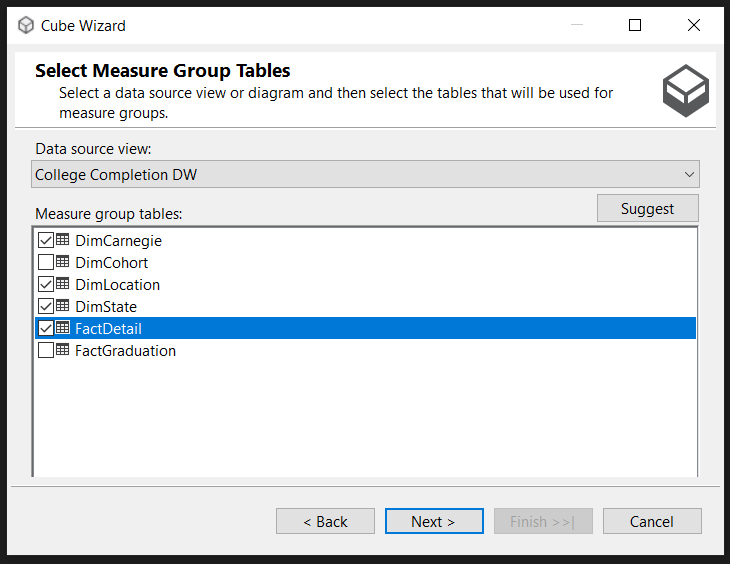 Cube Wizard
Select Measure Group Tables
Select a data source view or diagram and then select the tables that will be used for
measure groups.
Data source view:
College Completion DW
Measure group tables:
Suggest
DimCarnegie
DimCohort
DimLocation
DimState
FactDetail
FactGraduation
< Back
Next >
Finish >>|
Cancel